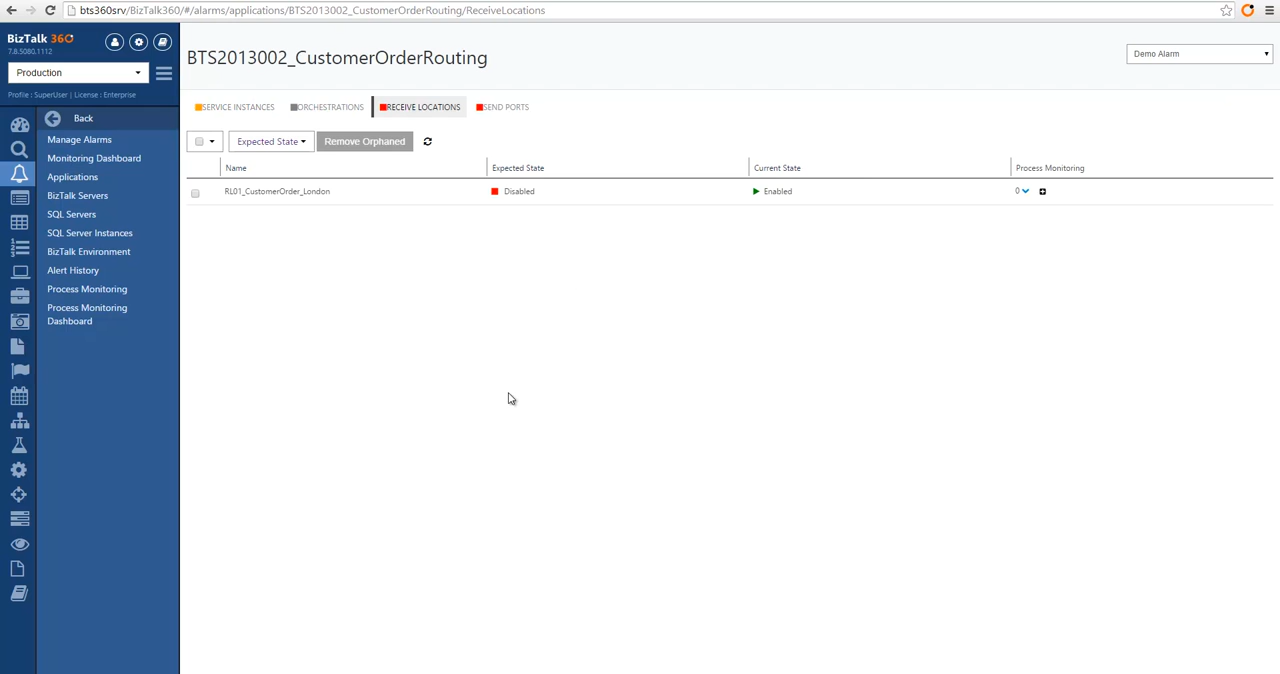 bts360srv/BizTalk360/#/alarms/applications/BTS2013002_CustomerOrderRouting/ReceiveLocations
BizTalk 360
7.8.5080.1112
Production
Profile : SuperUser | License : Enterprise
Back
Manage Alarms
Monitoring Dashboard
Applications
BizTalk Servers
SQL Servers
SQL Server Instances
BizTalk Environment
Alert History
Process Monitoring
Process Monitoring
Dashboard
BTS2013002_CustomerOrderRouting
Demo Alarm
SERVICE INSTANCES ORCHESTRATIONS RECEIVE LOCATIONS SEND PORTS
Expected State Remove Orphaned
Name Expected State Current State Process Monitoring
RL01_CustomerOrder_London Disabled Enabled 0